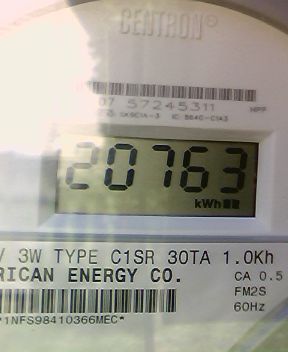 CENTRON®
07 57245311
20763
kWh
3W TYPE C1SR 30TA 1.0Kh
RICAN ENERGY CO.
CA 0.5
FM2S
60Hz
*1NFS98410366MEC*